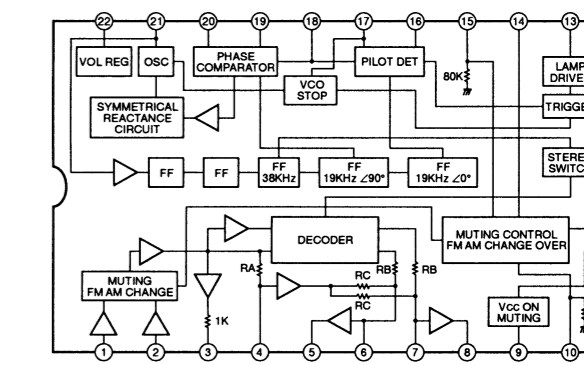 22 21 20 19 18 17 16 15 14 13
VOL REG
OSC
PHASE
COMPARATOR
VCO
STOP
PILOT DET
80K
LAMP
DRIVE
TRIGGE
SYMMETRICAL
REACTANCE
CIRCUIT
STERE
SWITC
FF
FF
FF
38KHz
FF
19KHz ∠90°
FF
19KHz ∠0°
DECODER
MUTING CONTROL
FM AM CHANGE OVER
MUTING
FM AM CHANGE
RA
RB
RB
RC
RC
1K
VCC ON
MUTING
1 2 3 4 5 6 7 8 9 10